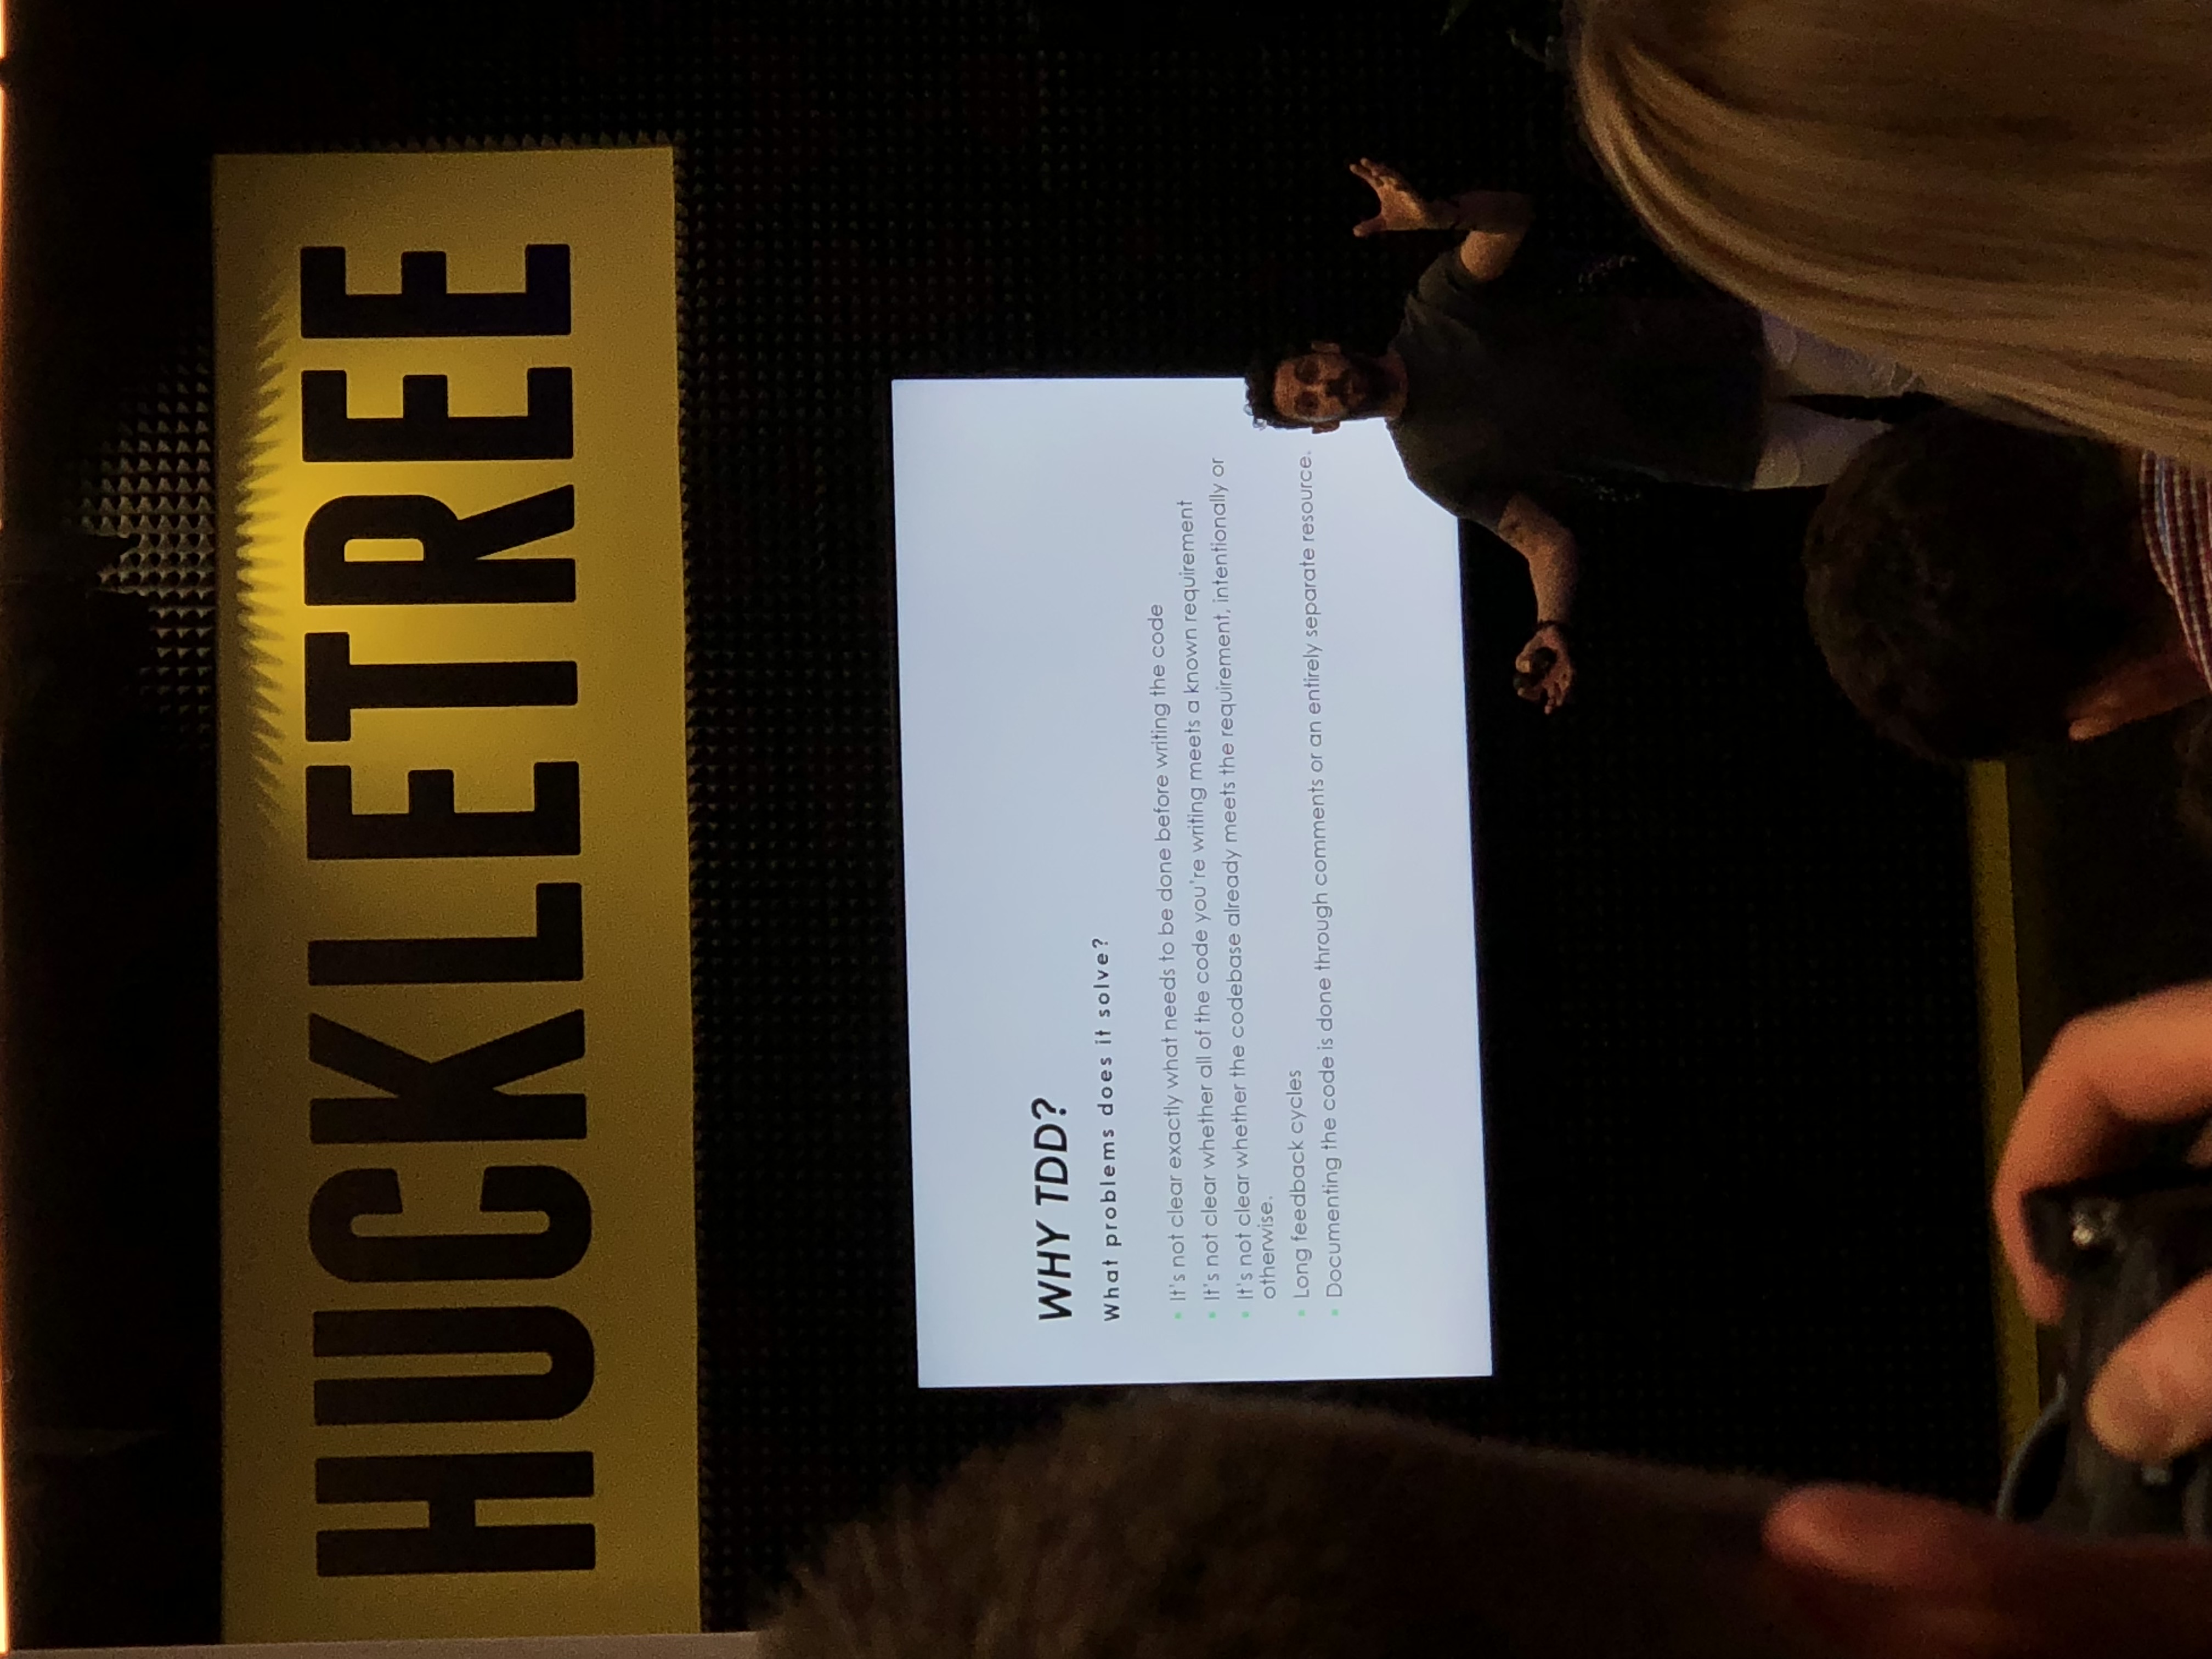 HUCKLETREE
WHY TDD?
What problems does it solve?
It's not clear exactly what needs to be done before writing the code
It's not clear whether all of the code you're writing meets a known requirement
It's not clear whether the codebase already meets the requirement, intentionally or
otherwise.
Long feedback cycles
Documenting the code is done through comments or an entirely separate resource.